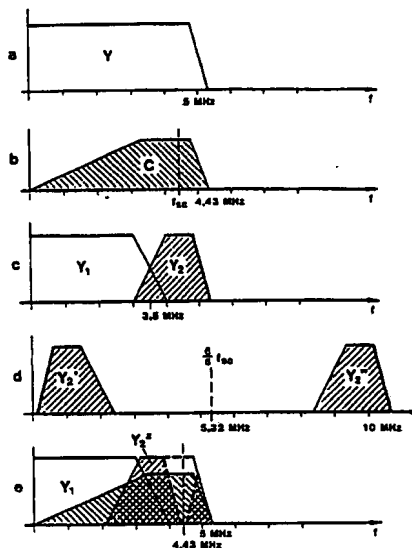 a
Y
5 MHz
f
b
C
fsc 4,43 MHz
f
c
Y1
Y2
3,5 MHz
f
d
Y2'
6/5 fsc
Y2"
5,32 MHz
10 MHz
f
e
Y2*
Y1
5 MHz
4,43 MHz
f